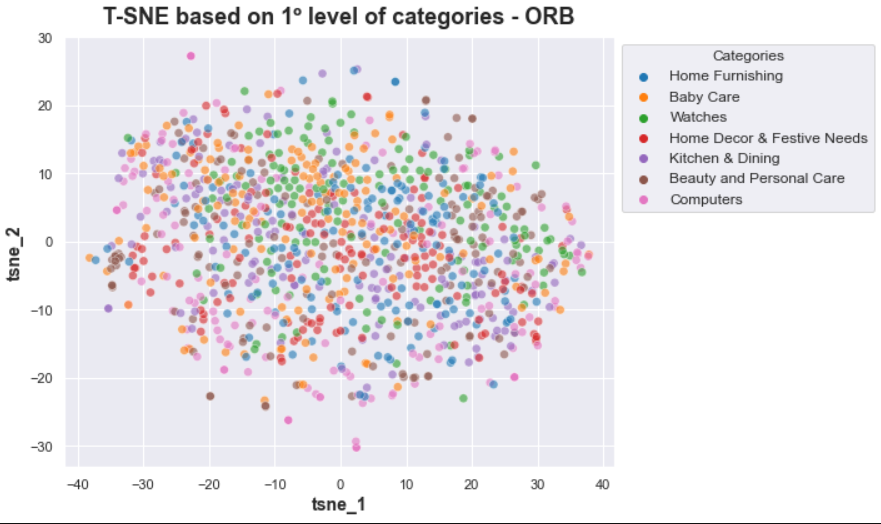 T-SNE based on 1º level of categories - ORB
30
20
10
0
−10
−20
−30
tsne_2
−40
−30
−20
−10
0
10
20
30
40
tsne_1
Categories
Home Furnishing
Baby Care
Watches
Home Decor & Festive Needs
Kitchen & Dining
Beauty and Personal Care
Computers